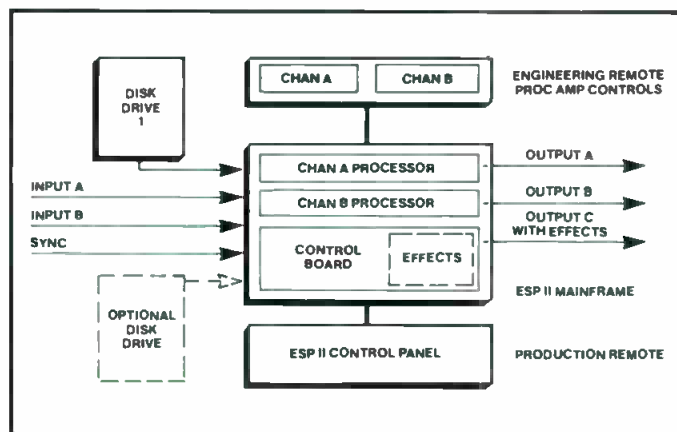 DISK
DRIVE
1
CHAN A
CHAN B
ENGINEERING REMOTE
PROC AMP CONTROLS
INPUT A
INPUT B
SYNC
CHAN A PROCESSOR
CHAN B PROCESSOR
CONTROL
BOARD
EFFECTS
OUTPUT A
OUTPUT B
OUTPUT C
WITH EFFECTS
ESP II MAINFRAME
OPTIONAL
DISK
DRIVE
ESP II CONTROL PANEL
PRODUCTION REMOTE